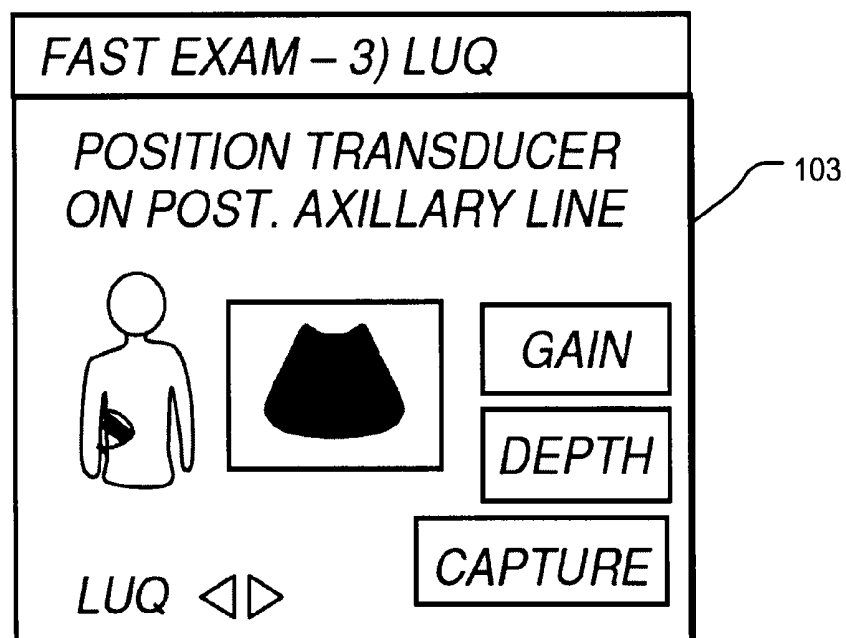 FAST EXAM – 3) LUQ
POSITION TRANSDUCER
ON POST. AXILLARY LINE
103
GAIN
DEPTH
CAPTURE
LUQ